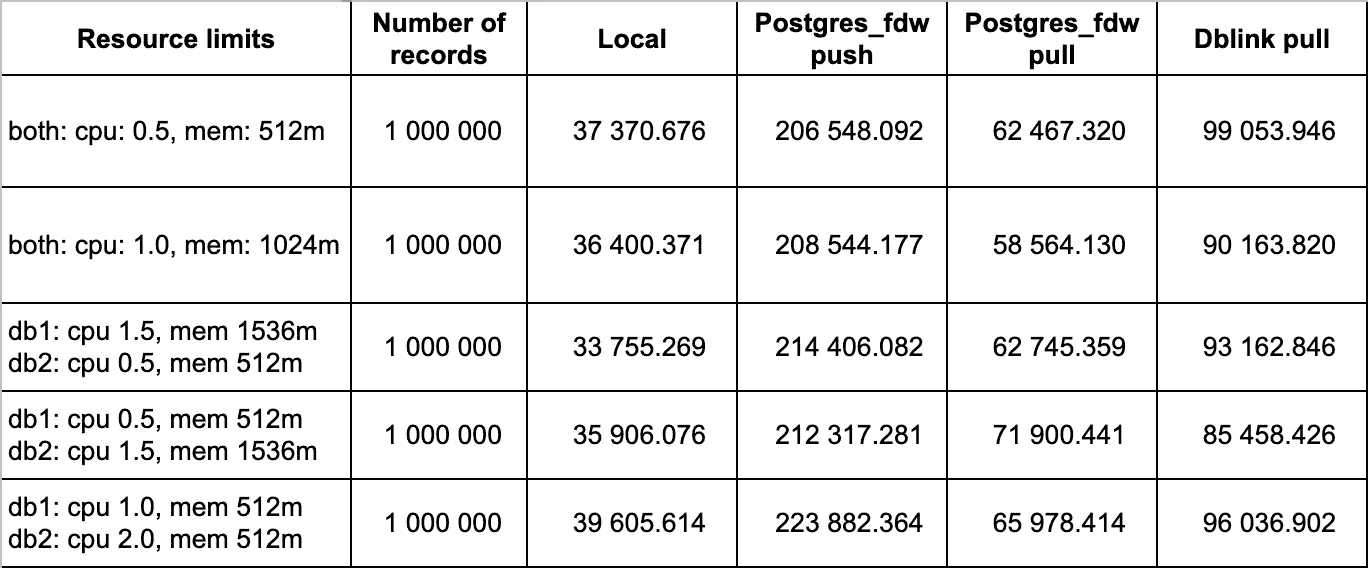 Resource limits Number of records Local Postgres_fdw push Postgres_fdw pull Dblink pull
both: cpu: 0.5, mem: 512m 1 000 000 37 370.676 206 548.092 62 467.320 99 053.946
both: cpu: 1.0, mem: 1024m 1 000 000 36 400.371 208 544.177 58 564.130 90 163.820
db1: cpu 1.5, mem 1536m
db2: cpu 0.5, mem 512m 1 000 000 33 755.269 214 406.082 62 745.359 93 162.846
db1: cpu 0.5, mem 512m
db2: cpu 1.5, mem 1536m 1 000 000 35 906.076 212 317.281 71 900.441 85 458.426
db1: cpu 1.0, mem 512m
db2: cpu 2.0, mem 512m 1 000 000 39 605.614 223 882.364 65 978.414 96 036.902